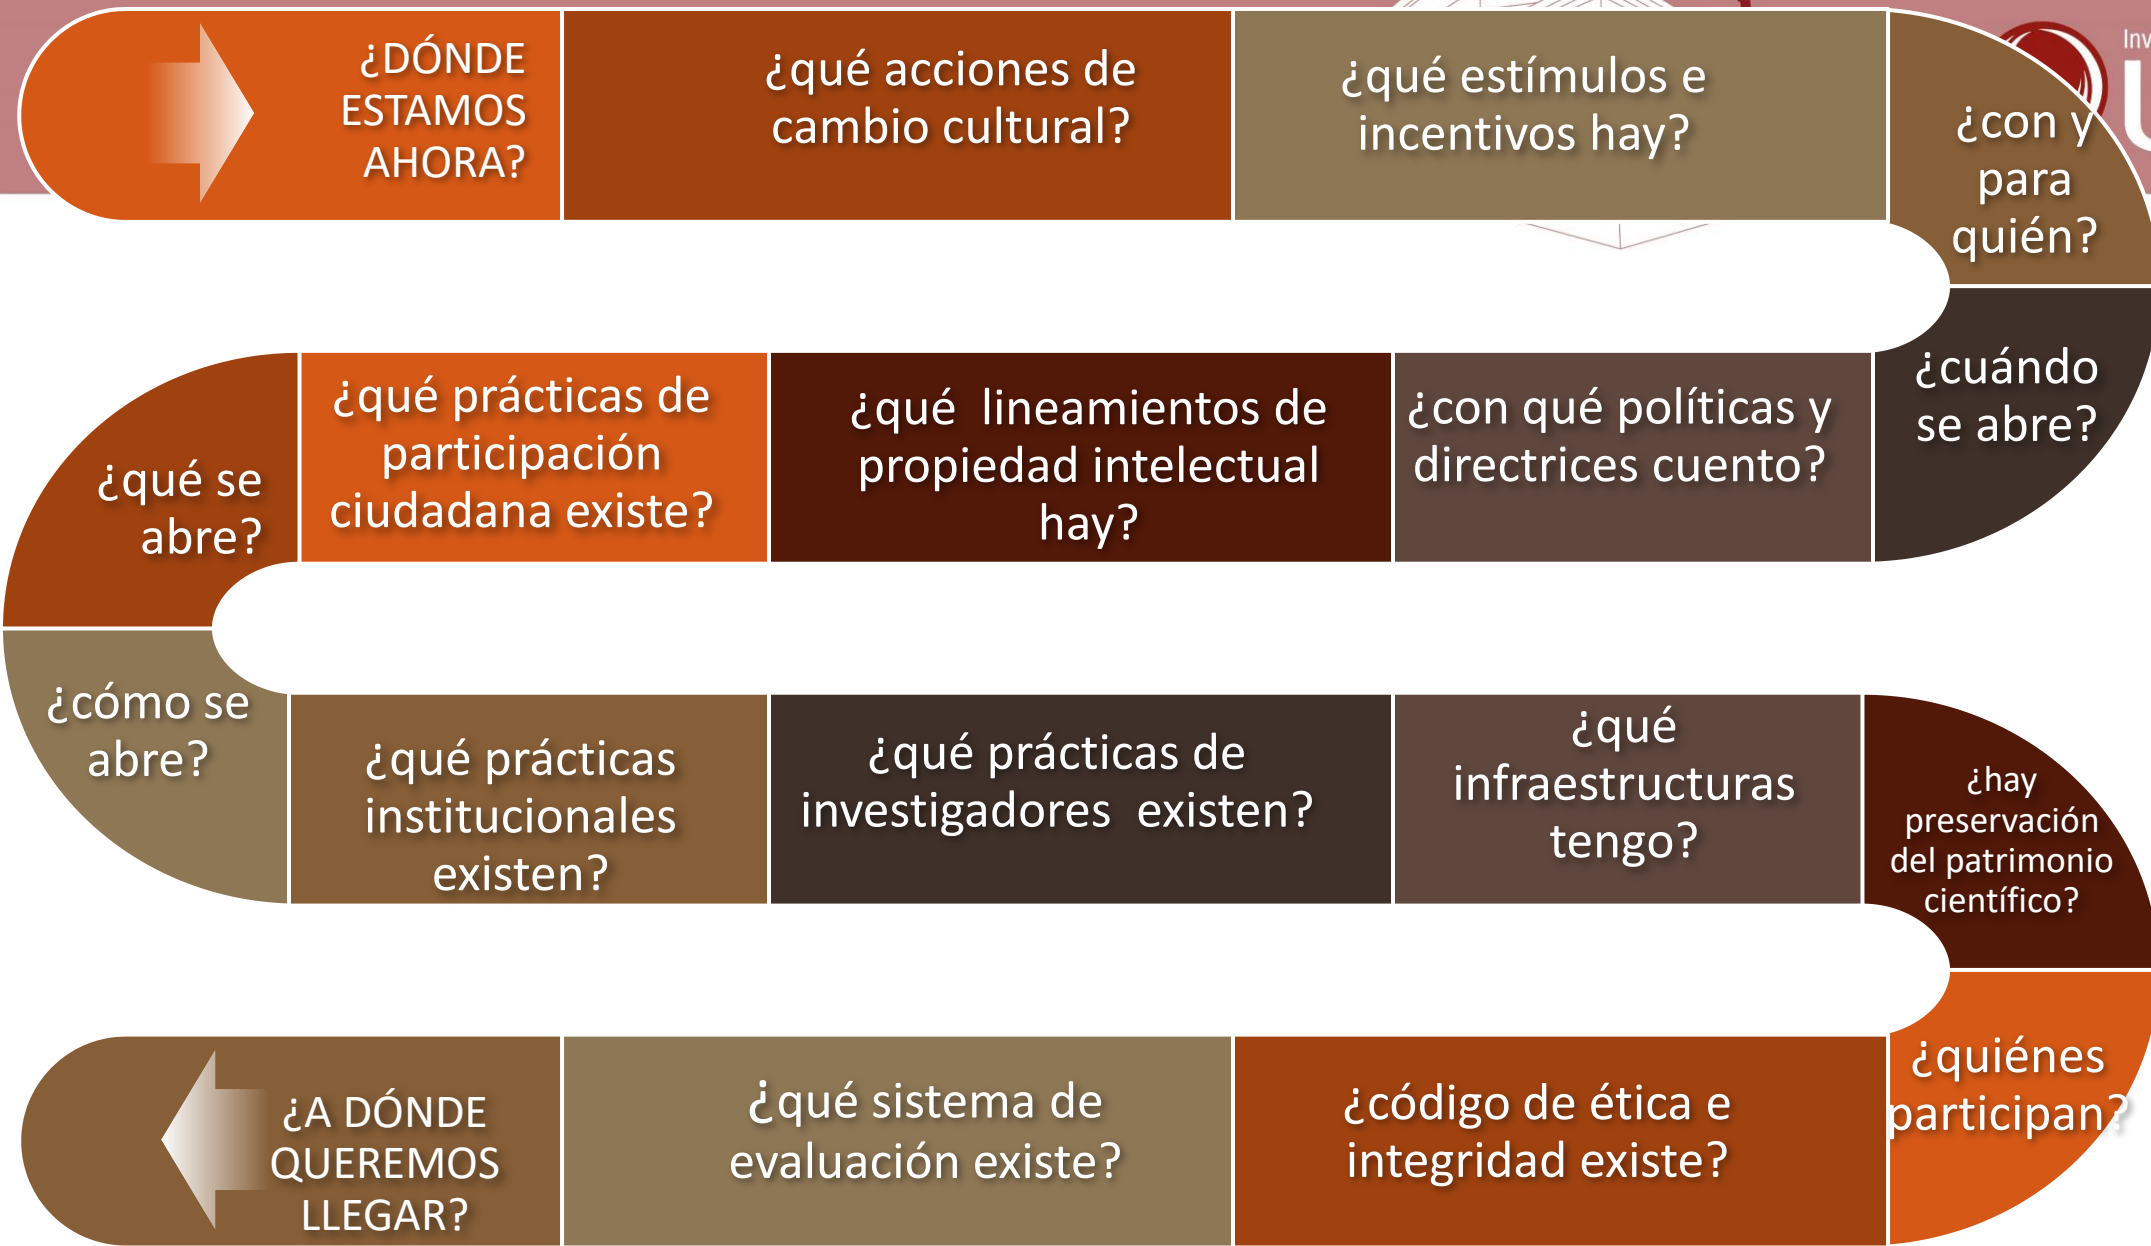 ¿DÓNDE
ESTAMOS
AHORA?
¿qué acciones de
cambio cultural?
¿qué estímulos e
incentivos hay?
¿con y
para
quién?
¿cuándo
se abre?
¿con qué políticas y
directrices cuento?
¿qué lineamientos de
propiedad intelectual
hay?
¿qué prácticas de
participación
ciudadana existe?
¿qué se
abre?
¿cómo se
abre?
¿qué prácticas
institucionales
existen?
¿qué prácticas de
investigadores existen?
¿qué
infraestructuras
tengo?
¿hay
preservación
del patrimonio
científico?
¿quiénes
participan?
¿código de ética e
integridad existe?
¿qué sistema de
evaluación existe?
¿A DÓNDE
QUEREMOS
LLEGAR?